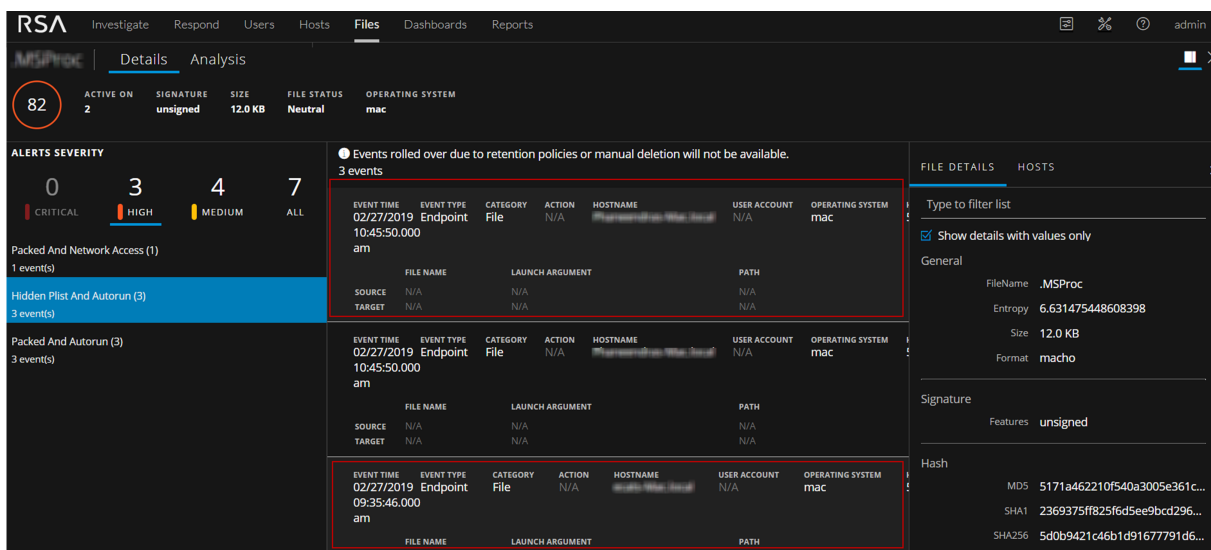 RSA Investigate Respond Users Hosts Files Dashboards Reports admin
Details Analysis
82
ACTIVE ON SIGNATURE SIZE FILE STATUS OPERATING SYSTEM
2 unsigned 12.0 KB Neutral mac
ALERTS SEVERITY
0 3 4 7
CRITICAL HIGH MEDIUM ALL
Packed And Network Access (1)
1 event(s)
Hidden Plist And Autorun (3)
3 event(s)
Packed And Autorun (3)
3 event(s)
Events rolled over due to retention policies or manual deletion will not be available.
3 events
EVENT TIME EVENT TYPE CATEGORY ACTION HOSTNAME USER ACCOUNT OPERATING SYSTEM
02/27/2019 Endpoint File N/A N/A mac
10:45:50.000
am
FILE NAME LAUNCH ARGUMENT PATH
SOURCE N/A N/A N/A
TARGET N/A N/A N/A
EVENT TIME EVENT TYPE CATEGORY ACTION HOSTNAME USER ACCOUNT OPERATING SYSTEM
02/27/2019 Endpoint File N/A N/A mac
10:45:50.000
am
FILE NAME LAUNCH ARGUMENT PATH
SOURCE N/A N/A N/A
TARGET N/A N/A N/A
EVENT TIME EVENT TYPE CATEGORY ACTION HOSTNAME USER ACCOUNT OPERATING SYSTEM
02/27/2019 Endpoint File N/A N/A mac
09:35:46.000
am
FILE NAME LAUNCH ARGUMENT PATH
FILE DETAILS HOSTS
Type to filter list
Show details with values only
General
FileName .MSProc
Entropy 6.631475448608398
Size 12.0 KB
Format macho
Signature
Features unsigned
Hash
MD5 5171a462210f540a3005e361c...
SHA1 2369375ff825f6d5ee9bcd296...
SHA256 5d0b9421c46b1d91677791d6...